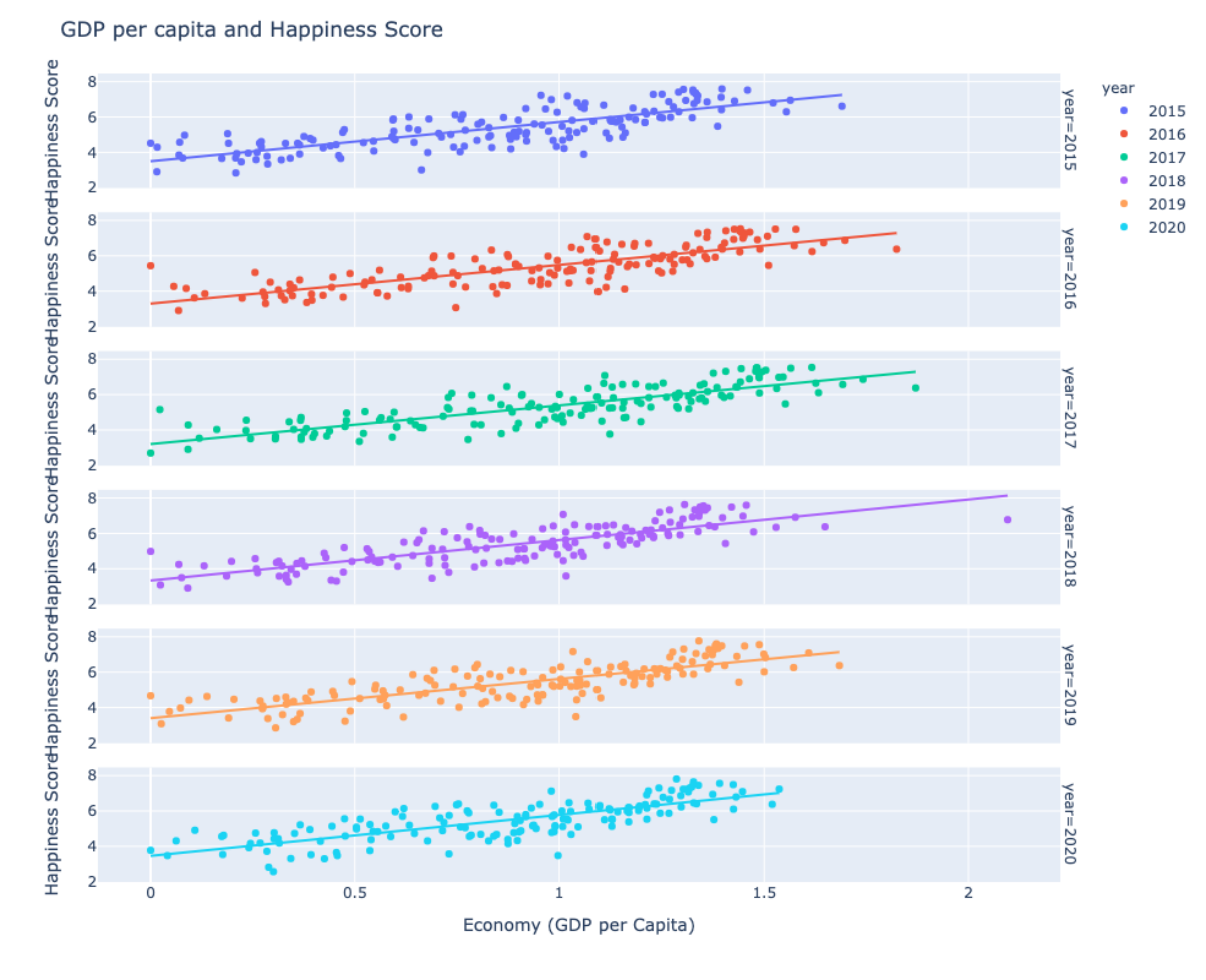 GDP per capita and Happiness Score
year
2015
2016
2017
2018
2019
2020
Happiness Score
8
6
4
2
year=2015
Happiness Score
8
6
4
2
year=2016
Happiness Score
8
6
4
2
year=2017
Happiness Score
8
6
4
2
year=2018
Happiness Score
8
6
4
2
year=2019
Happiness Score
8
6
4
2
year=2020
0 0.5 1 1.5 2
Economy (GDP per Capita)